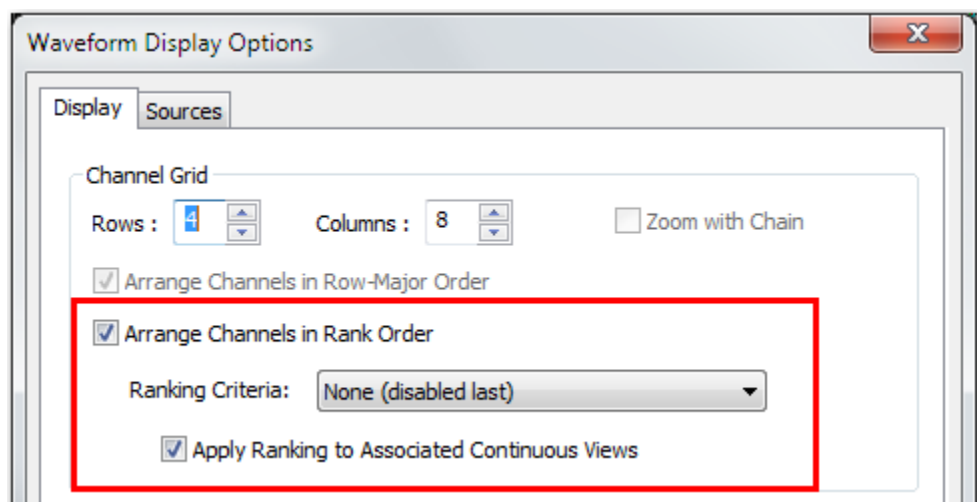 Waveform Display Options
Display Sources
Channel Grid
Rows : 4 Columns : 8 Zoom with Chain
Arrange Channels in Row-Major Order
Arrange Channels in Rank Order
Ranking Criteria: None (disabled last)
Apply Ranking to Associated Continuous Views